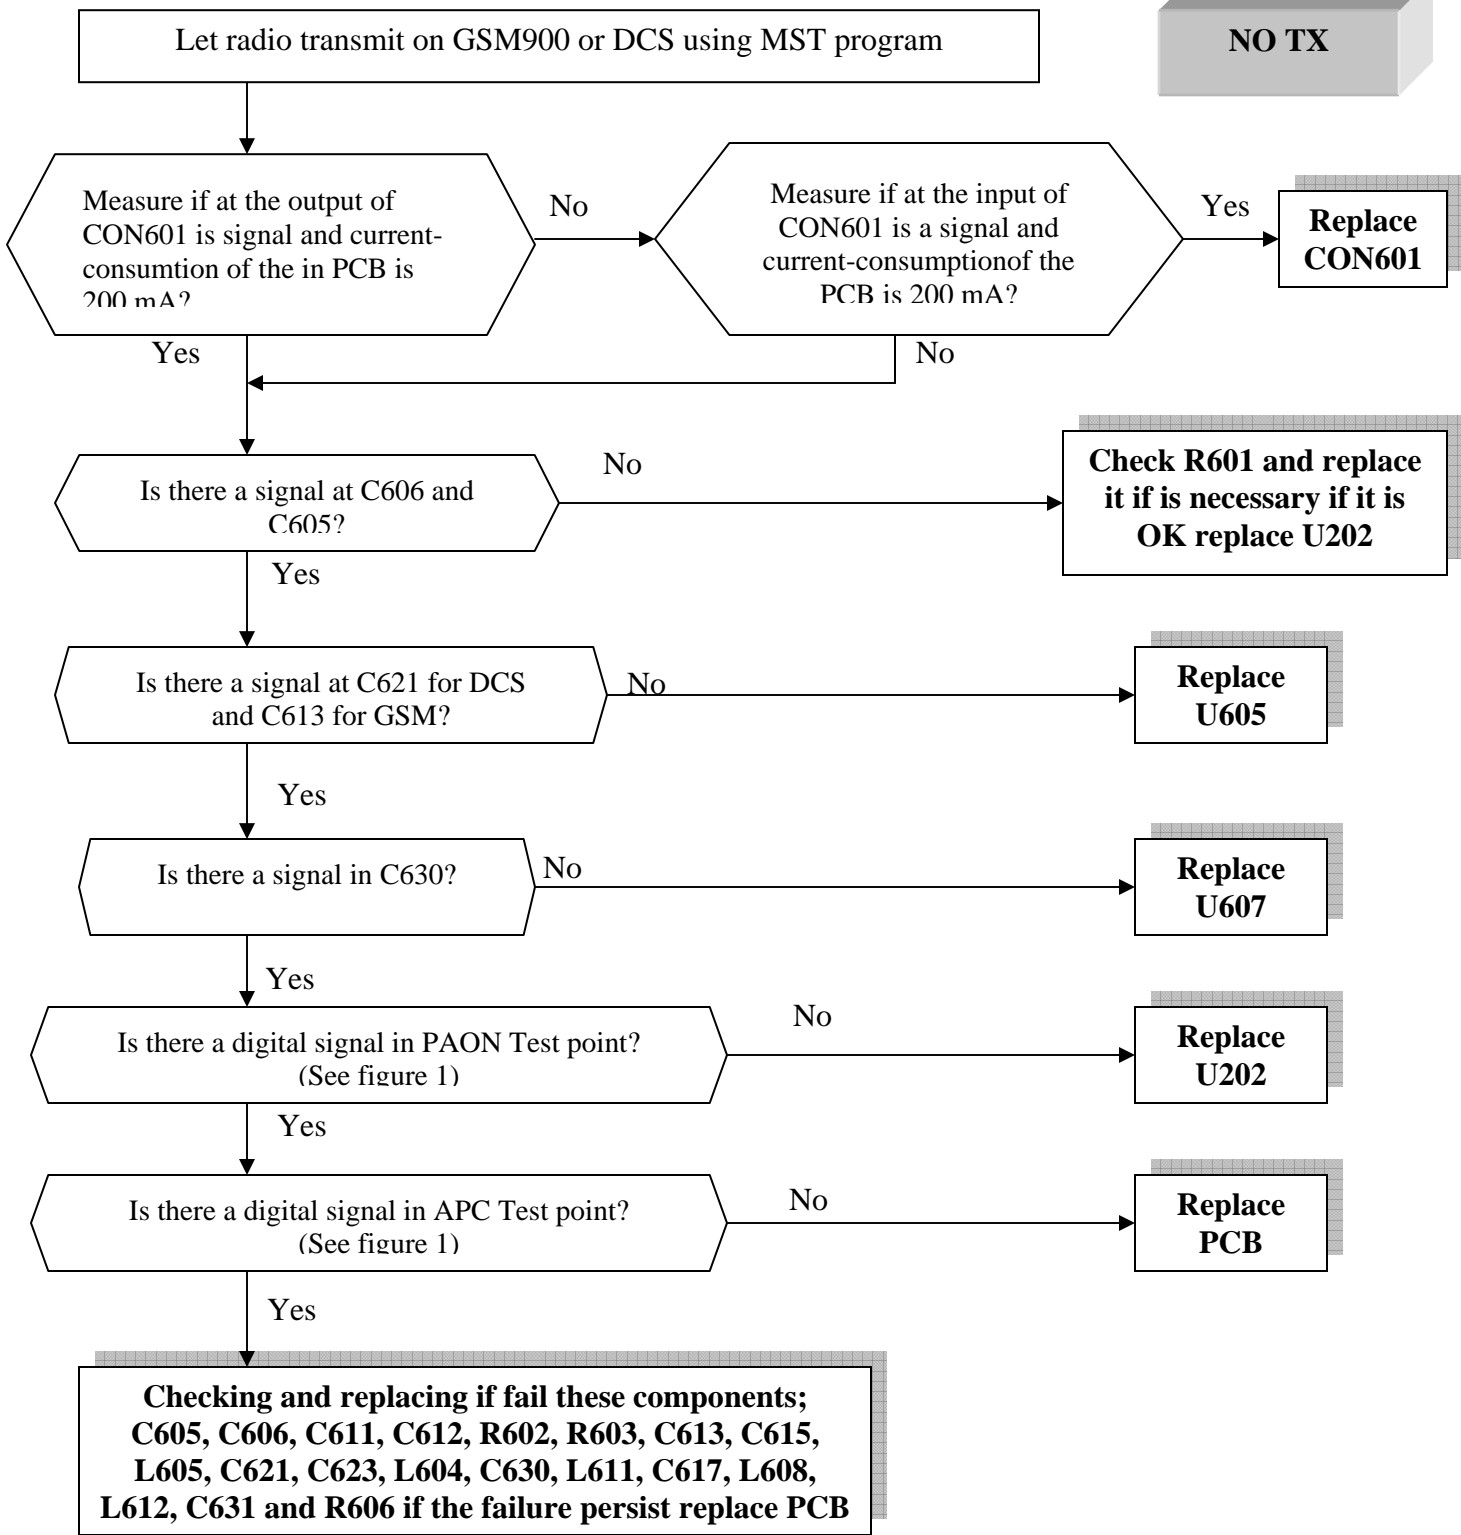 Let radio transmit on GSM900 or DCS using MST program
NO TX
Measure if at the output of
CON601 is signal and current-
consumtion of the in PCB is
200 mA?
No
Measure if at the input of
CON601 is a signal and
current-consumptionof the
PCB is 200 mA?
Yes
Replace
CON601
Yes
No
Is there a signal at C606 and
C605?
No
Check R601 and replace
it if is necessary if it is
OK replace U202
Yes
Is there a signal at C621 for DCS
and C613 for GSM?
No
Replace
U605
Yes
Is there a signal in C630?
No
Replace
U607
Yes
Is there a digital signal in PAON Test point?
(See figure 1)
No
Replace
U202
Yes
Is there a digital signal in APC Test point?
(See figure 1)
No
Replace
PCB
Yes
Checking and replacing if fail these components;
C605, C606, C611, C612, R602, R603, C613, C615,
L605, C621, C623, L604, C630, L611, C617, L608,
L612, C631 and R606 if the failure persist replace PCB